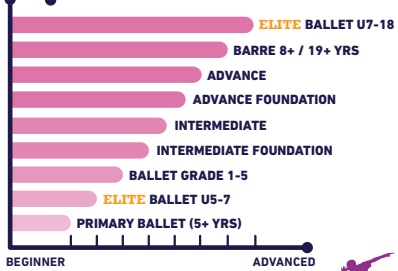 ELITE BALLET U7-18
BARRE 8+ / 19+ YRS
ADVANCE
ADVANCE FOUNDATION
INTERMEDIATE
INTERMEDIATE FOUNDATION
BALLET GRADE 1-5
ELITE BALLET U5-7
PRIMARY BALLET (5+ YRS)
BEGINNER ADVANCED